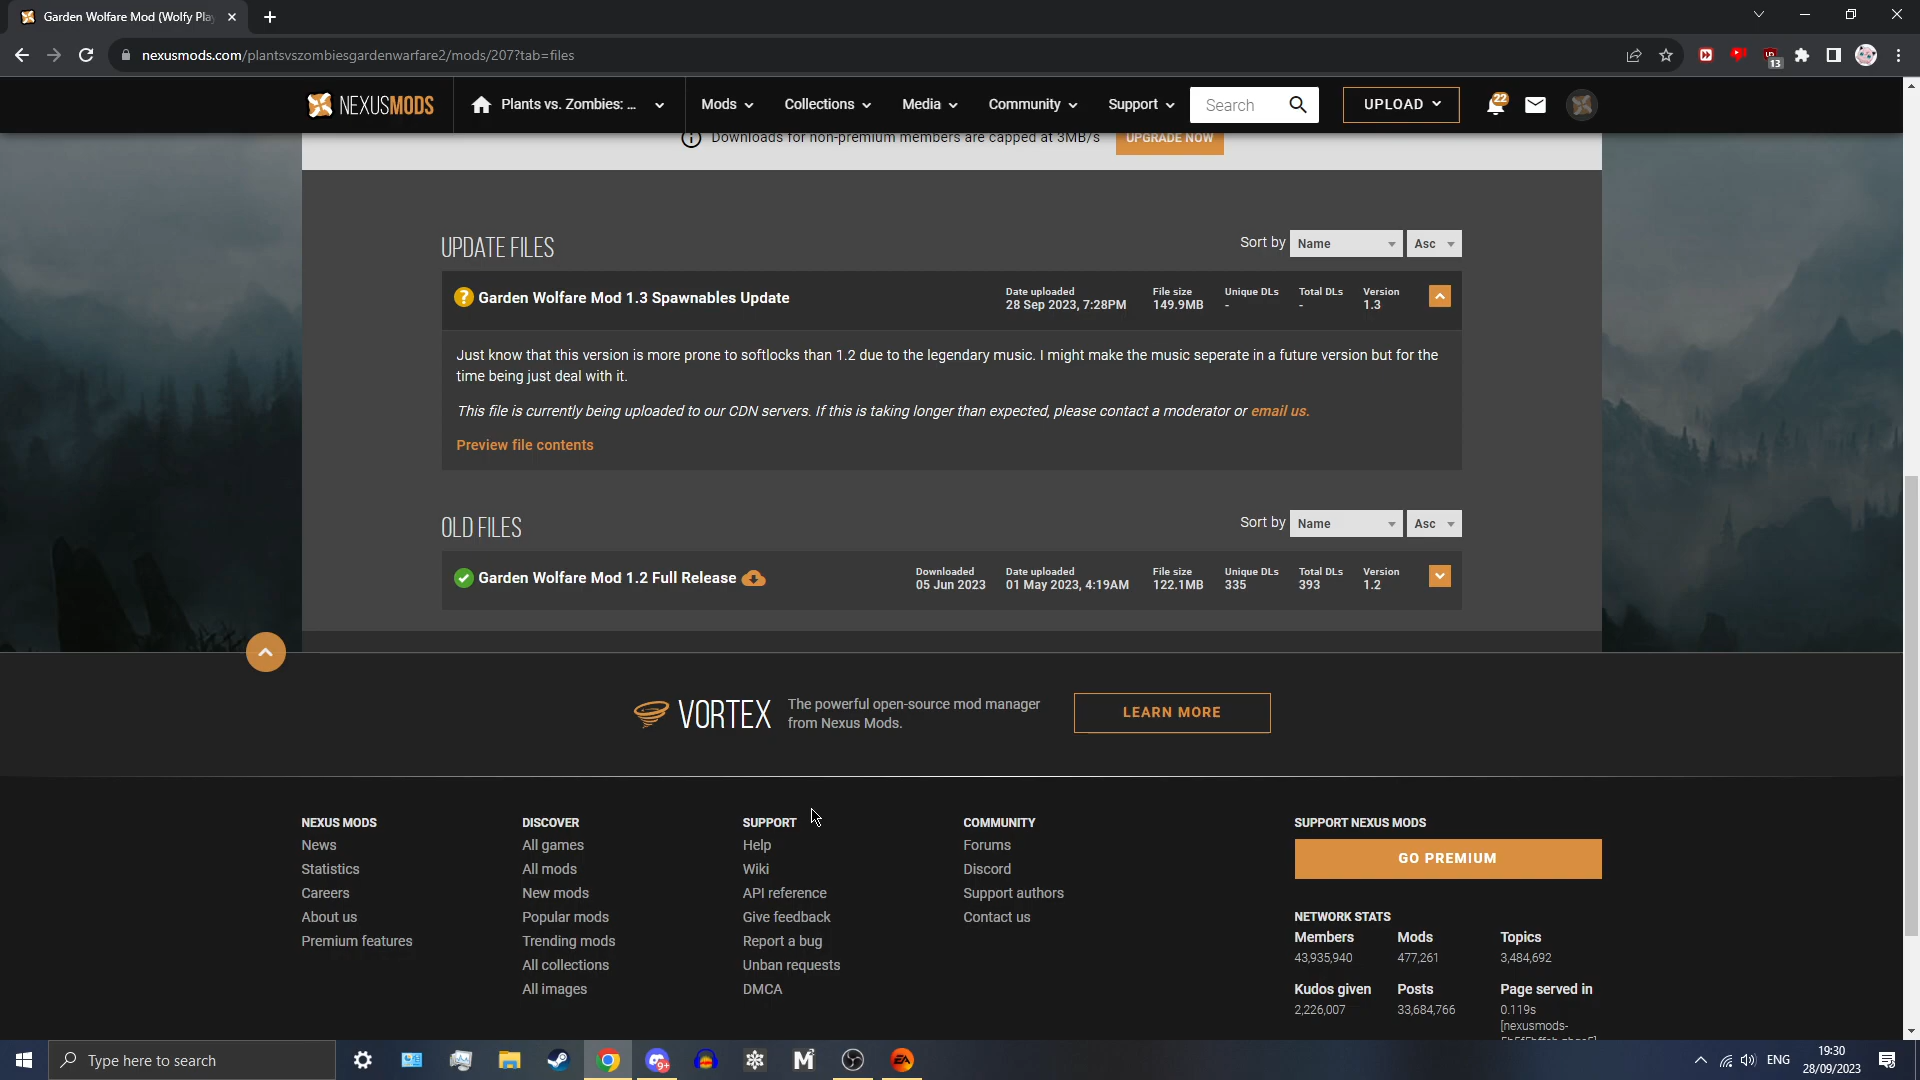 Garden Wolfare Mod (Wolfy Pla
nexusmods.com/plantsvszombiesgardenwarfare2/mods/207?tab=files
13
NEXUSMODS
Plants vs. Zombies: ...
Mods
Collections
Media
Community
Support
Search
UPLOAD
22
Downloads for non-premium members are capped at 3MB/s
UPGRADE NOW
UPDATE FILES
Sort by Name Asc
Garden Wolfare Mod 1.3 Spawnables Update
Date uploaded File size Unique DLs Total DLs Version
28 Sep 2023, 7:28PM 149.9MB - - 1.3
Just know that this version is more prone to softlocks than 1.2 due to the legendary music. I might make the music seperate in a future version but for the
time being just deal with it.
This file is currently being uploaded to our CDN servers. If this is taking longer than expected, please contact a moderator or email us.
Preview file contents
OLD FILES
Sort by Name Asc
Garden Wolfare Mod 1.2 Full Release
Downloaded Date uploaded File size Unique DLs Total DLs Version
05 Jun 2023 01 May 2023, 4:19AM 122.1MB 335 393 1.2
VORTEX
The powerful open-source mod manager
from Nexus Mods.
LEARN MORE
NEXUS MODS
News
Statistics
Careers
About us
Premium features
DISCOVER
All games
All mods
New mods
Popular mods
Trending mods
All collections
All images
SUPPORT
Help
Wiki
API reference
Give feedback
Report a bug
Unban requests
DMCA
COMMUNITY
Forums
Discord
Support authors
Contact us
SUPPORT NEXUS MODS
GO PREMIUM
NETWORK STATS
Members Mods Topics
43,935,940 477,261 3,484,692
Kudos given Posts Page served in
2,226,007 33,684,766 0.119s
[nexusmods-
Type here to search
9+
EA
ENG
19:30
28/09/2023